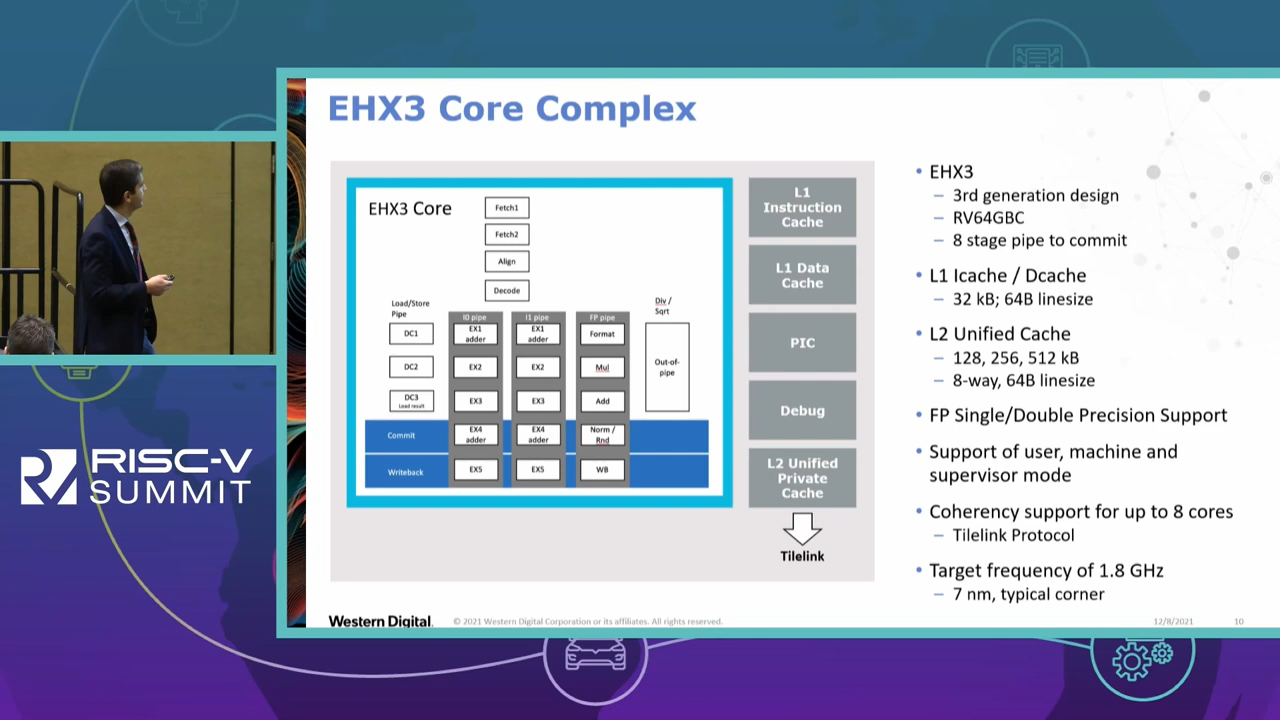 EHX3 Core Complex
EHX3 Core
Fetch1
Fetch2
Align
Decode
Load/Store
Pipe
DC1
DC2
DC3
Load result
I0 pipe
EX1
adder
EX2
EX3
EX4
adder
EX5
I1 pipe
EX1
adder
EX2
EX3
EX4
adder
EX5
FP pipe
Format
Mul
Add
Norm /
Rnd
WB
Div /
Sqrt
Out-of-
pipe
Commit
Writeback
L1
Instruction
Cache
L1 Data
Cache
PIC
Debug
L2 Unified
Private
Cache
Tilelink
• EHX3
– 3rd generation design
– RV64GBC
– 8 stage pipe to commit
• L1 Icache / Dcache
– 32 kB; 64B linesize
• L2 Unified Cache
– 128, 256, 512 kB
– 8-way, 64B linesize
• FP Single/Double Precision Support
• Support of user, machine and
supervisor mode
• Coherency support for up to 8 cores
– Tilelink Protocol
• Target frequency of 1.8 GHz
– 7 nm, typical corner
Western Digital.
© 2021 Western Digital Corporation or its affiliates. All rights reserved.
12/8/2021
10
RISC-V
SUMMIT